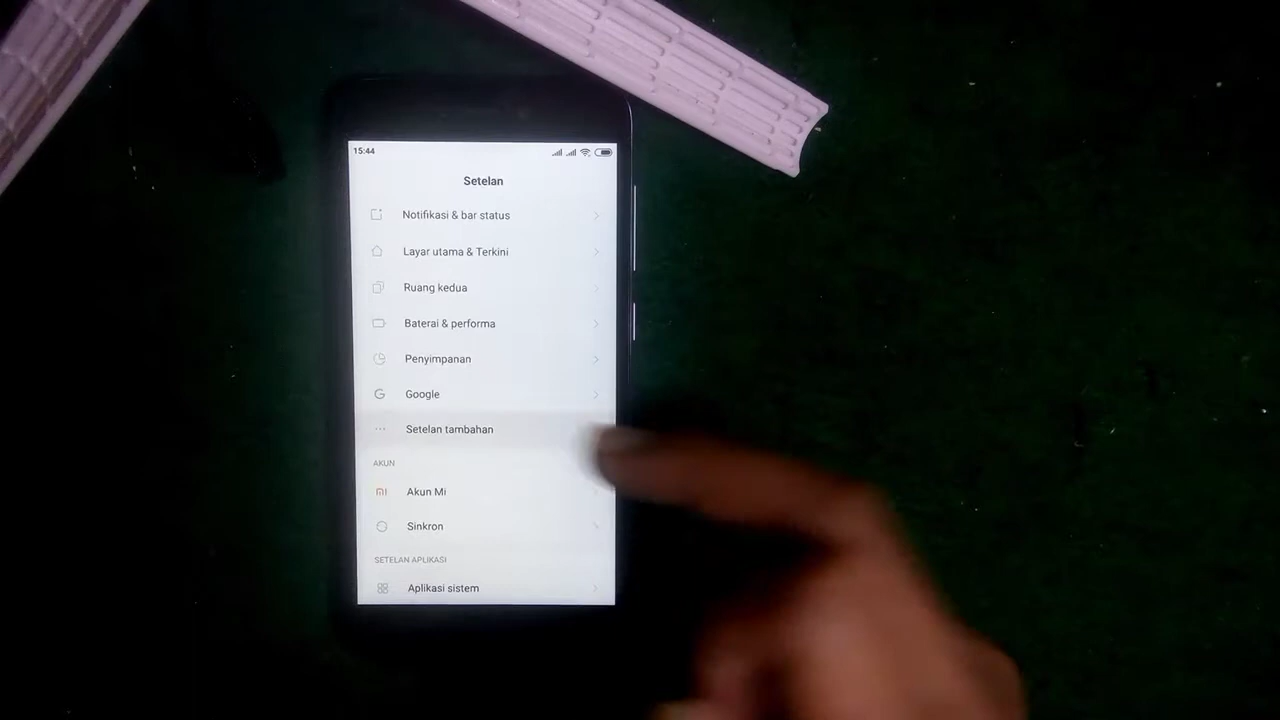 15:44
Setelan
Notifikasi & bar status
Layar utama & Terkini
Ruang kedua
Baterai & performa
Penyimpanan
Google
Setelan tambahan
AKUN
Akun Mi
Sinkron
SETELAN APLIKASI
Aplikasi sistem